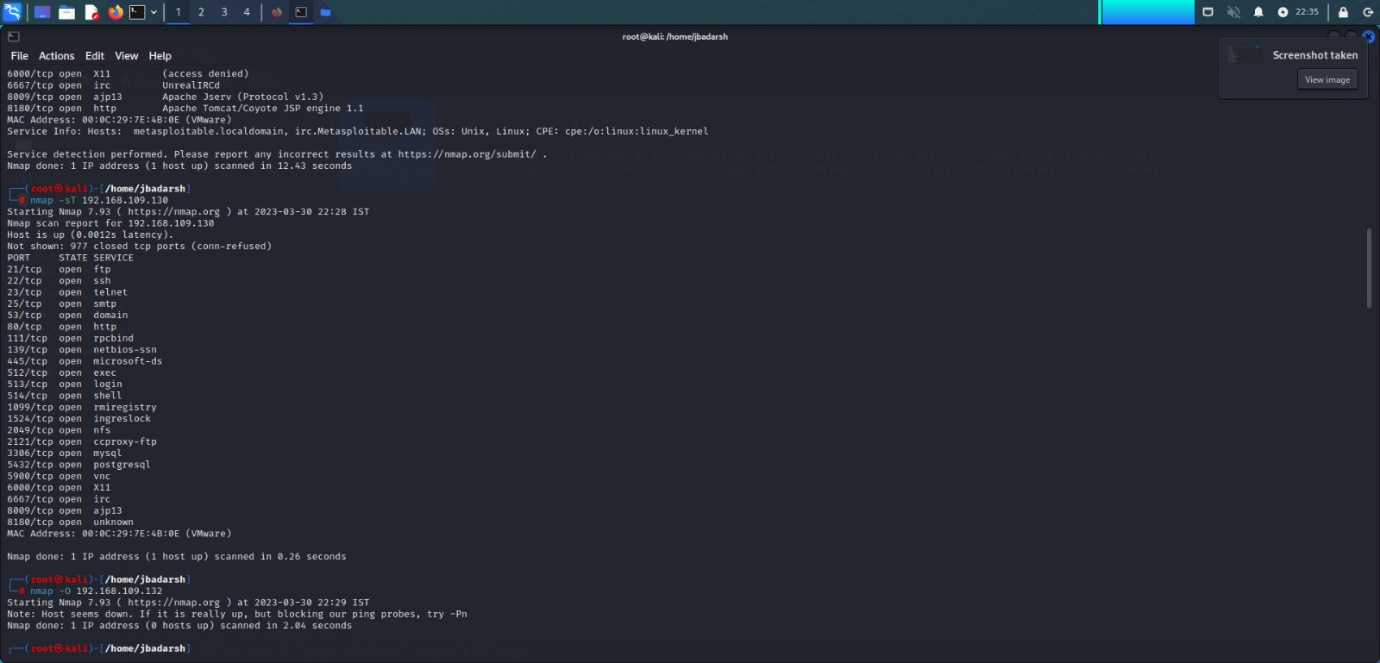 1 2 3 4 22:35
root@kali: /home/jbadarsh
File Actions Edit View Help
Screenshot taken
View image
6000/tcp open  X11         (access denied)
6667/tcp open  irc         UnrealIRCd
8009/tcp open  ajp13       Apache Jserv (Protocol v1.3)
8180/tcp open  http        Apache Tomcat/Coyote JSP engine 1.1
MAC Address: 00:0C:29:7E:4B:0E (VMware)
Service Info: Hosts:  metasploitable.localdomain, irc.Metasploitable.LAN; OSs: Unix, Linux; CPE: cpe:/o:linux:linux_kernel
Service detection performed. Please report any incorrect results at https://nmap.org/submit/ .
Nmap done: 1 IP address (1 host up) scanned in 12.43 seconds
┌──(root㉿kali)-[/home/jbadarsh]
└─# nmap -sT 192.168.109.130
Starting Nmap 7.93 ( https://nmap.org ) at 2023-03-30 22:28 IST
Nmap scan report for 192.168.109.130
Host is up (0.0012s latency).
Not shown: 977 closed tcp ports (conn-refused)
PORT     STATE SERVICE
21/tcp   open  ftp
22/tcp   open  ssh
23/tcp   open  telnet
25/tcp   open  smtp
53/tcp   open  domain
80/tcp   open  http
111/tcp  open  rpcbind
139/tcp  open  netbios-ssn
445/tcp  open  microsoft-ds
512/tcp  open  exec
513/tcp  open  login
514/tcp  open  shell
1099/tcp open  rmiregistry
1524/tcp open  ingreslock
2049/tcp open  nfs
2121/tcp open  ccproxy-ftp
3306/tcp open  mysql
5432/tcp open  postgresql
5900/tcp open  vnc
6000/tcp open  X11
6667/tcp open  irc
8009/tcp open  ajp13
8180/tcp open  unknown
MAC Address: 00:0C:29:7E:4B:0E (VMware)
Nmap done: 1 IP address (1 host up) scanned in 0.26 seconds
┌──(root㉿kali)-[/home/jbadarsh]
└─# nmap -O 192.168.109.132
Starting Nmap 7.93 ( https://nmap.org ) at 2023-03-30 22:29 IST
Note: Host seems down. If it is really up, but blocking our ping probes, try -Pn
Nmap done: 1 IP address (0 hosts up) scanned in 2.04 seconds
┌──(root㉿kali)-[/home/jbadarsh]